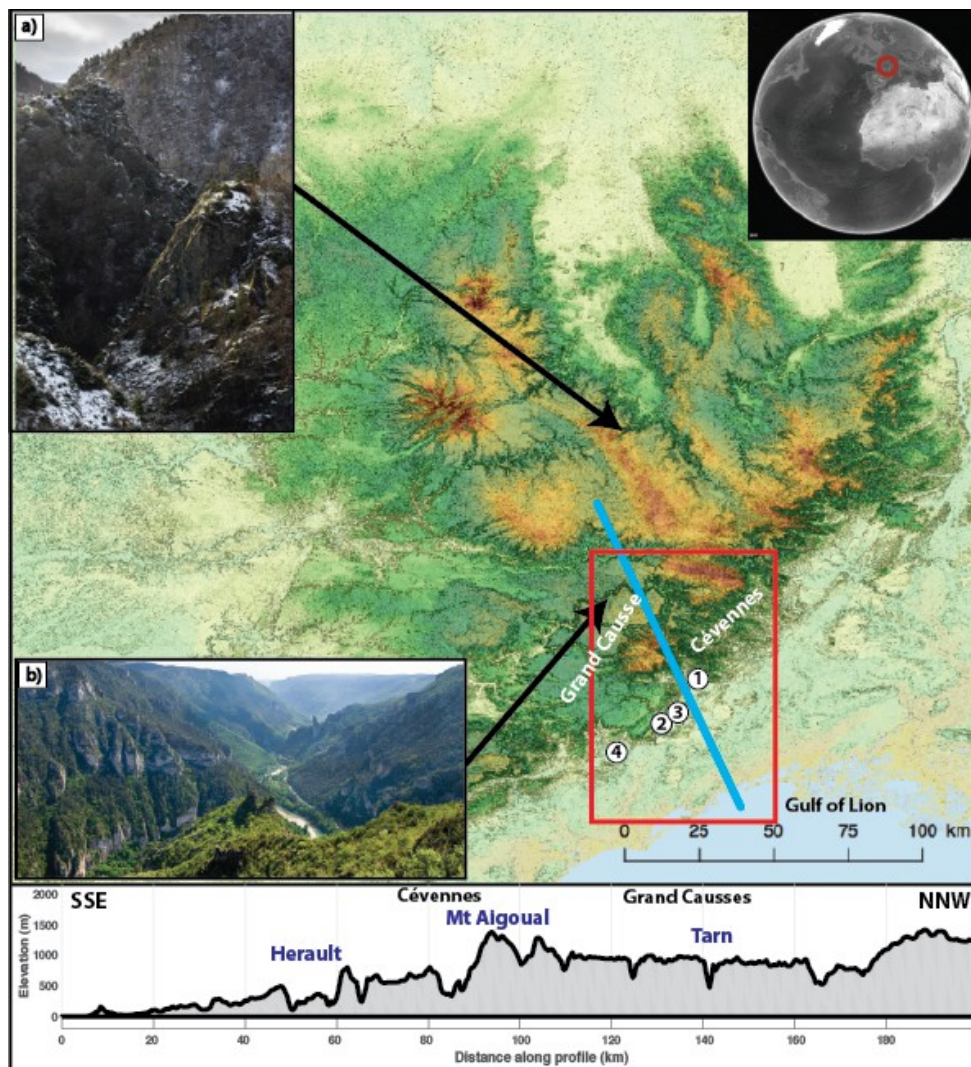 a)
Grand Causse
Cévennes
1
2
3
4
Gulf of Lion
0 25 50 75 100 km
b)
SSE
Cévennes
Grand Causses
NNW
Mt Aigoual
Herault
Tarn
Elevation (m)
2000
1500
1000
500
0
0 20 40 60 80 100 120 140 160 180
Distance along profile (km)